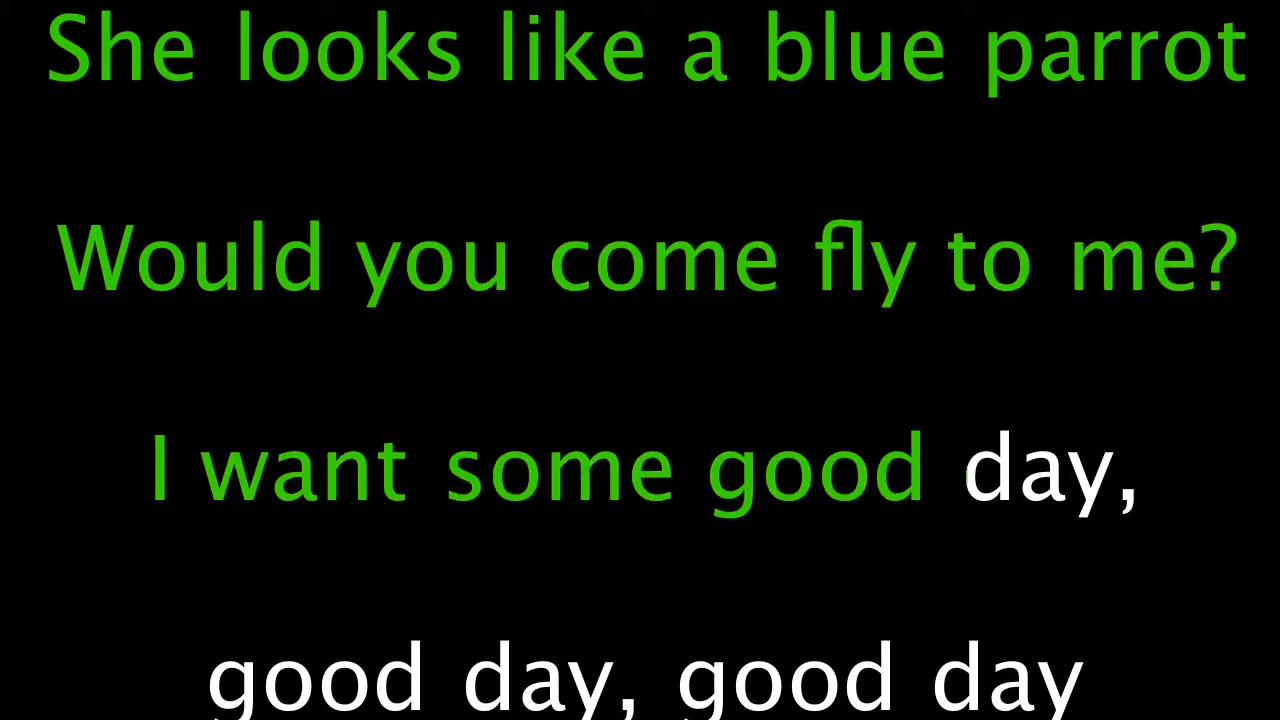 She looks like a blue parrot
Would you come fly to me?
I want some good day,
good day, good day